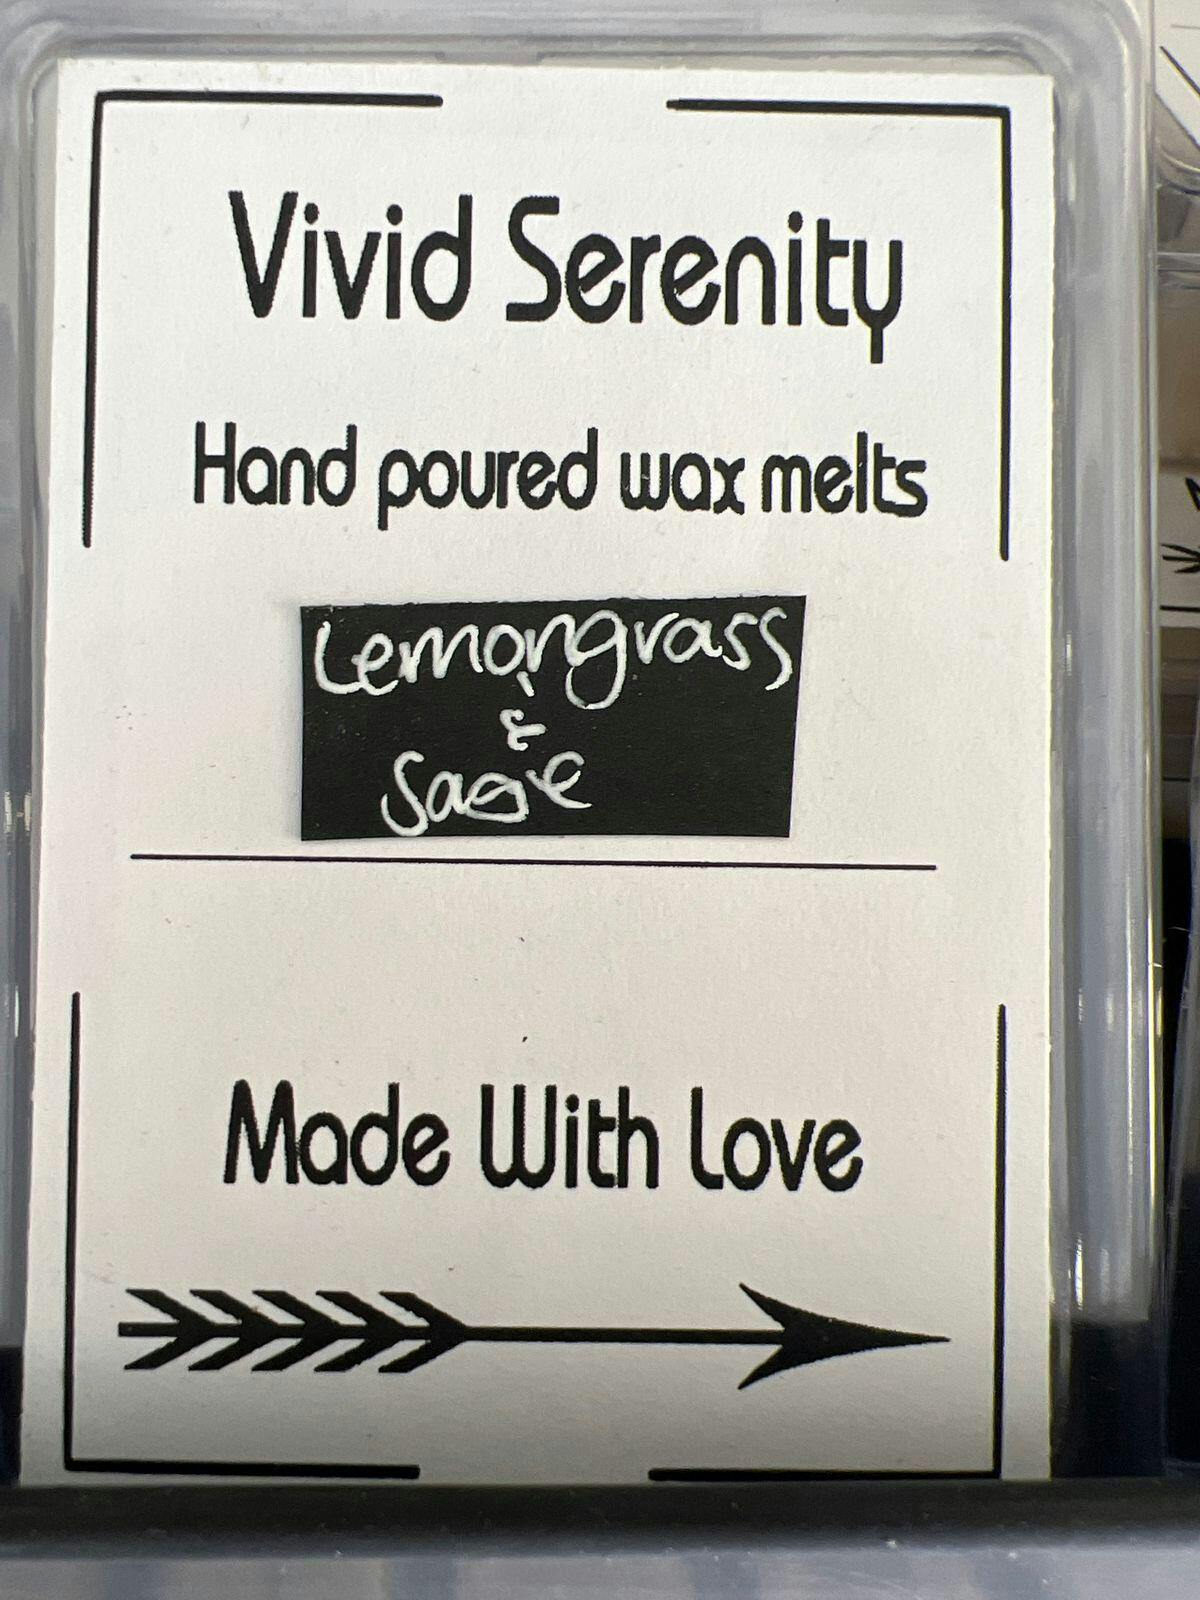 Vivid Serenity
Hand poured wax melts
Lemongrass
&
Sage
Made With Love